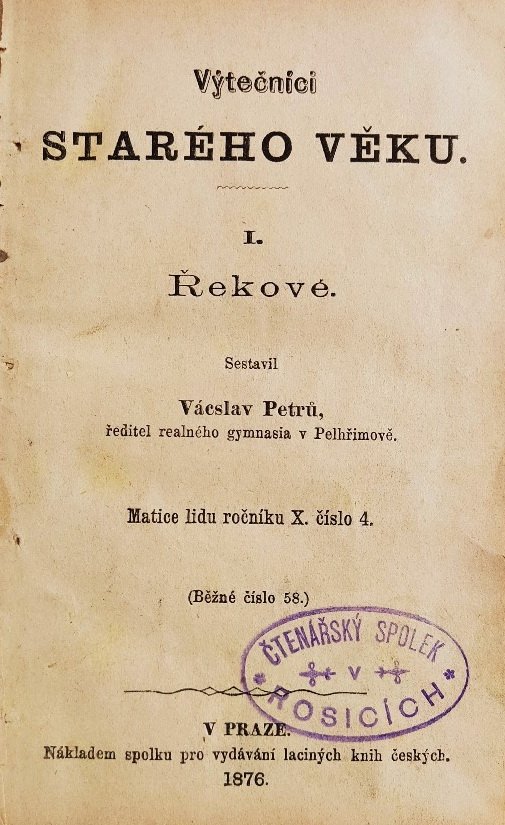 Výtečníci
STARÉHO VĚKU.
I.
Řekové.
Sestavil
Vácslav Petrů,
ředitel realného gymnasia v Pelhřimově.
Matice lidu ročníku X. číslo 4.
(Běžné číslo 58.)
ČTENÁŘSKÝ SPOLEK
V
ROSICÍCH
V PRAZE.
Nákladem spolku pro vydávání laciných knih českých.
1876.